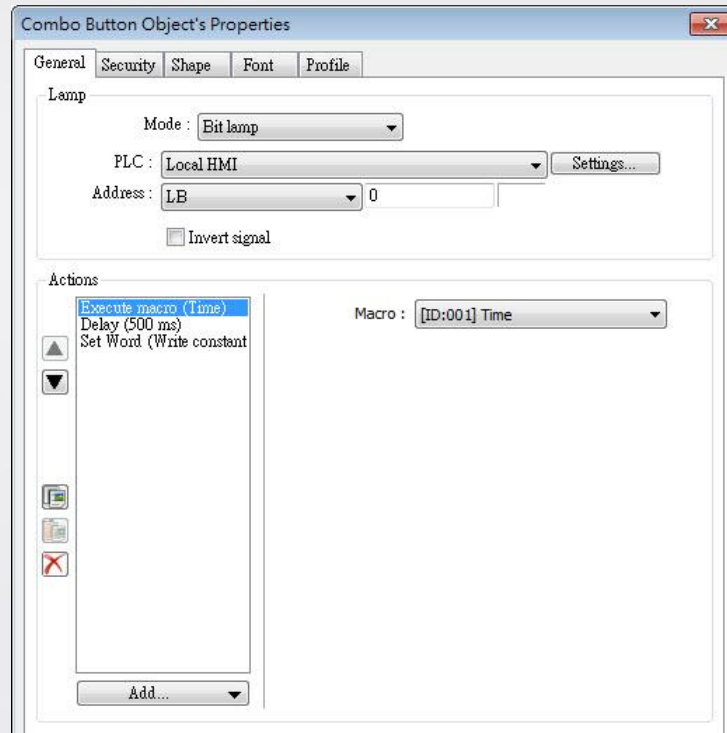 Combo Button Object's Properties
General Security Shape Font Profile
Lamp
Mode : Bit lamp
PLC : Local HMI Settings...
Address : LB 0
Invert signal
Actions
Execute macro (Time)
Delay (500 ms)
Set Word (Write constant
Macro : [ID:001] Time
Add...